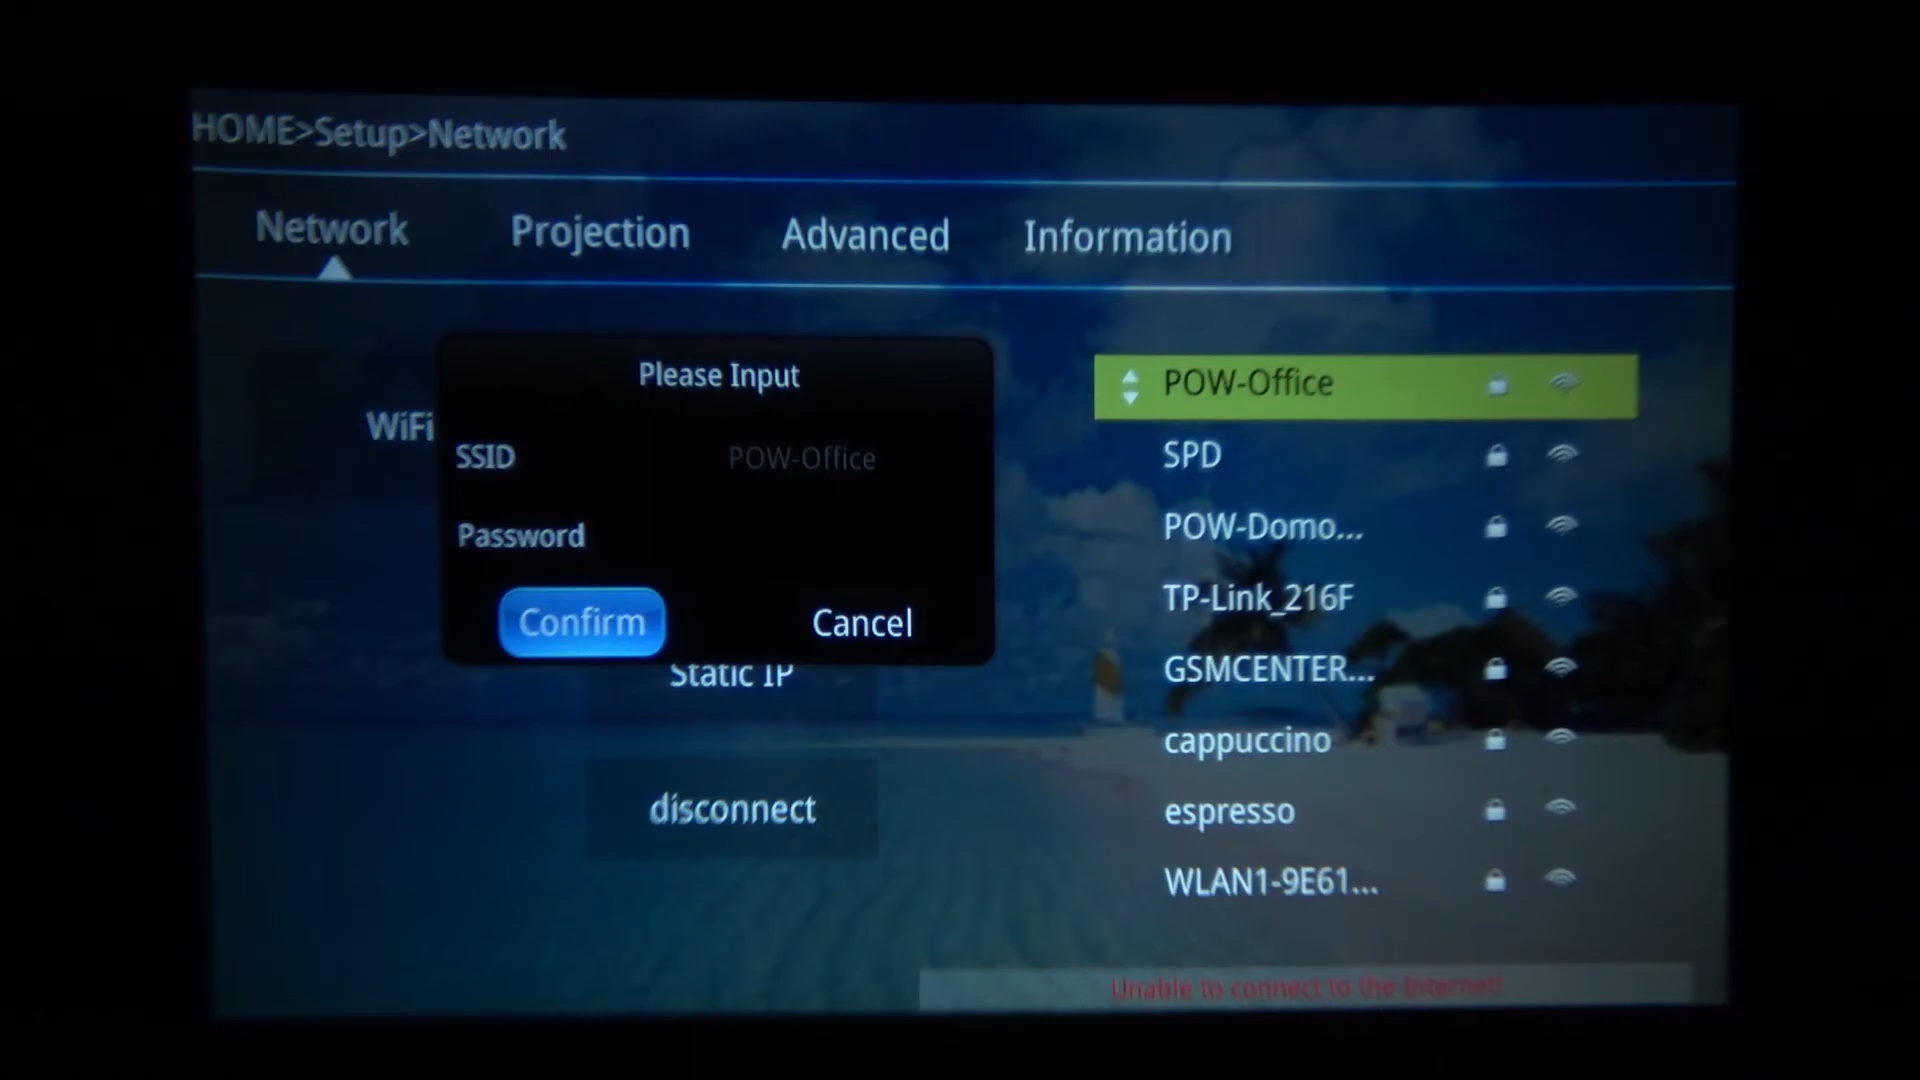 HOME>Setup>Network
Network Projection Advanced Information
Please Input
WiFi
SSID POW-Office
Password
Confirm Cancel
Static IP
disconnect
POW-Office
SPD
POW-Domo...
TP-Link_216F
GSMCENTER...
cappuccino
espresso
WLAN1-9E61...
Unable to connect to the Internet!